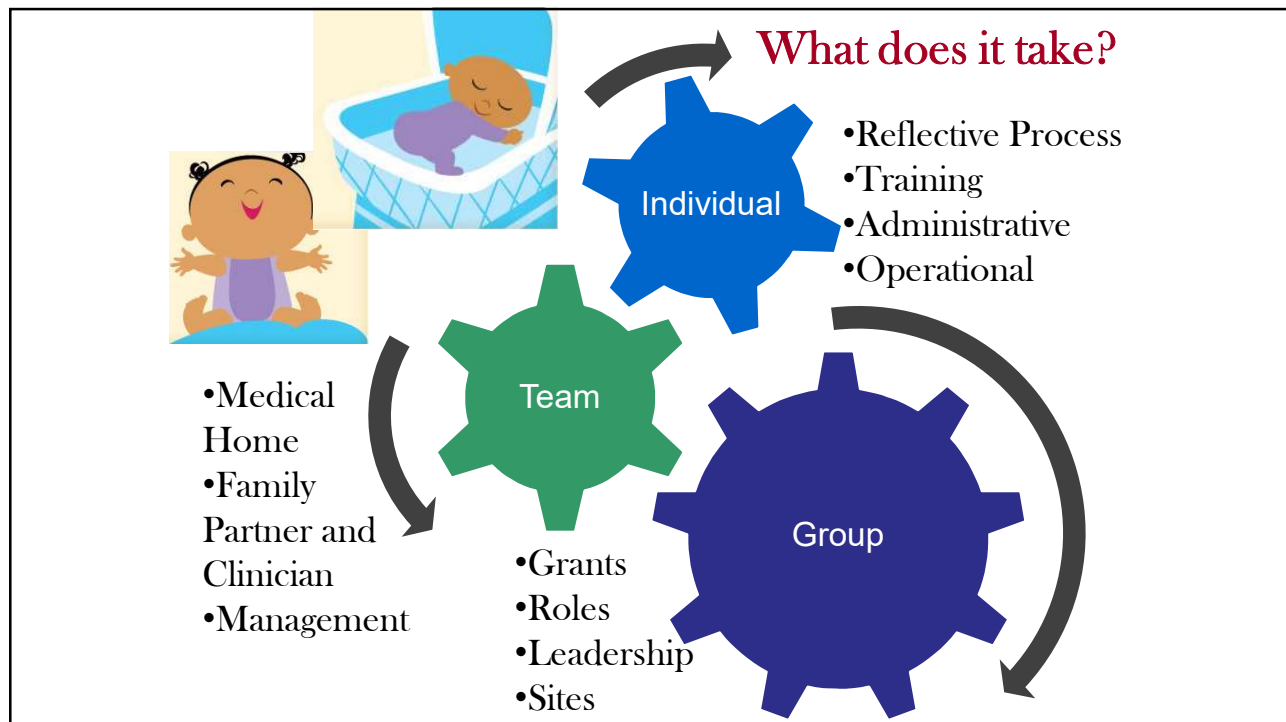 What does it take?
Individual
•Reflective Process
•Training
•Administrative
•Operational
Team
•Medical
Home
•Family
Partner and
Clinician
•Management
Group
•Grants
•Roles
•Leadership
•Sites